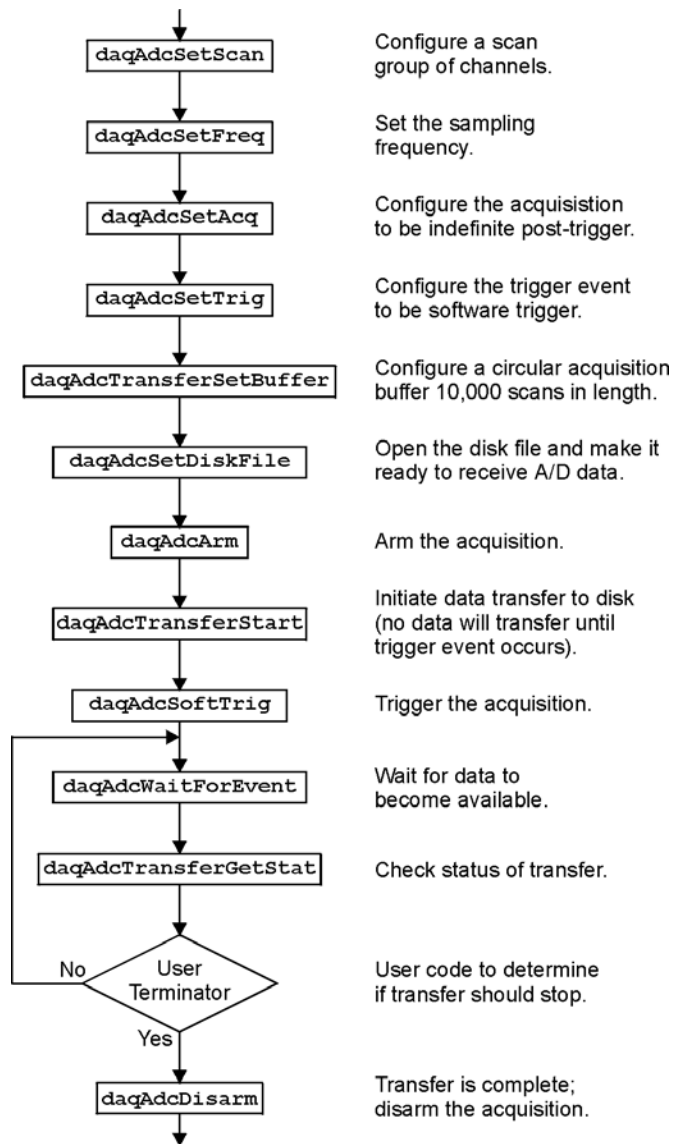 daqAdcSetScan
Configure a scan
group of channels.
daqAdcSetFreq
Set the sampling
frequency.
daqAdcSetAcq
Configure the acquisistion
to be indefinite post-trigger.
daqAdcSetTrig
Configure the trigger event
to be software trigger.
daqAdcTransferSetBuffer
Configure a circular acquisition
buffer 10,000 scans in length.
daqAdcSetDiskFile
Open the disk file and make it
ready to receive A/D data.
daqAdcArm
Arm the acquisition.
daqAdcTransferStart
Initiate data transfer to disk
(no data will transfer until
trigger event occurs).
daqAdcSoftTrig
Trigger the acquisition.
daqAdcWaitForEvent
Wait for data to
become available.
daqAdcTransferGetStat
Check status of transfer.
No
User
Terminator
User code to determine
if transfer should stop.
Yes
daqAdcDisarm
Transfer is complete;
disarm the acquisition.